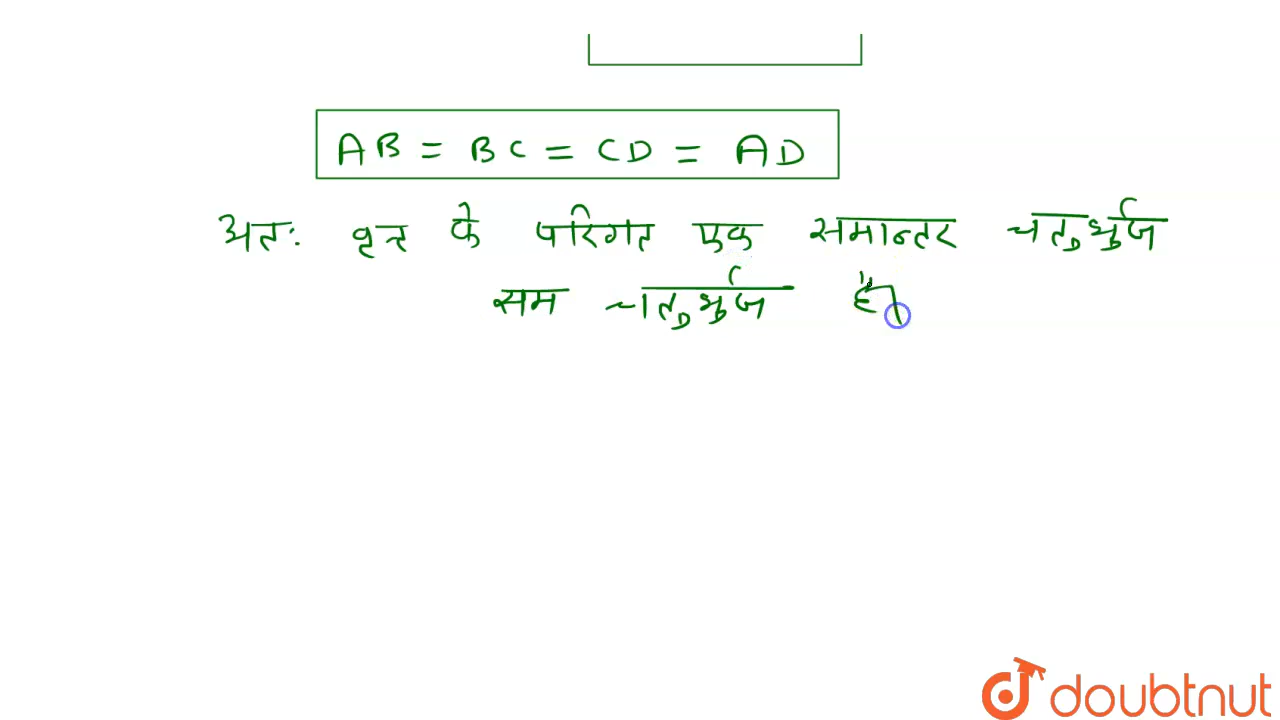 AB = BC = CD = AD
अतः वृत्त के परिगत एक समान्तर चतुर्भुज
सम चतुर्भुज है।
doubtnut